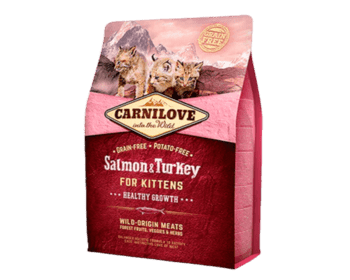 GRAIN
FREE
CARNILOVE
into the Wild
GRAIN-FREE • POTATO-FREE
Salmon & Turkey
FOR KITTENS
HEALTHY GROWTH
WILD-ORIGIN MEATS
FOREST FRUITS, VEGGIES & HERBS